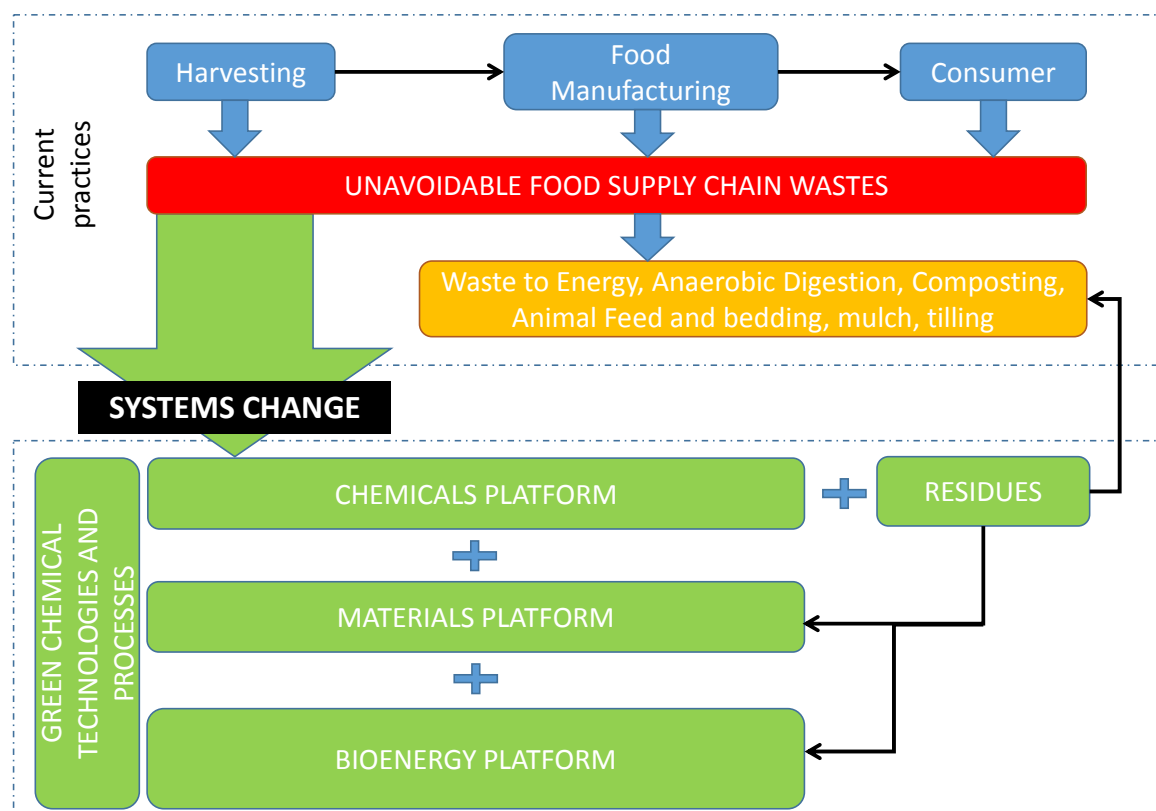 Harvesting
Food
Manufacturing
Consumer
Current
practices
UNAVOIDABLE FOOD SUPPLY CHAIN WASTES
Waste to Energy, Anaerobic Digestion, Composting,
Animal Feed and bedding, mulch, tilling
SYSTEMS CHANGE
GREEN CHEMICAL
TECHNOLOGIES AND
PROCESSES
CHEMICALS PLATFORM
RESIDUES
MATERIALS PLATFORM
BIOENERGY PLATFORM